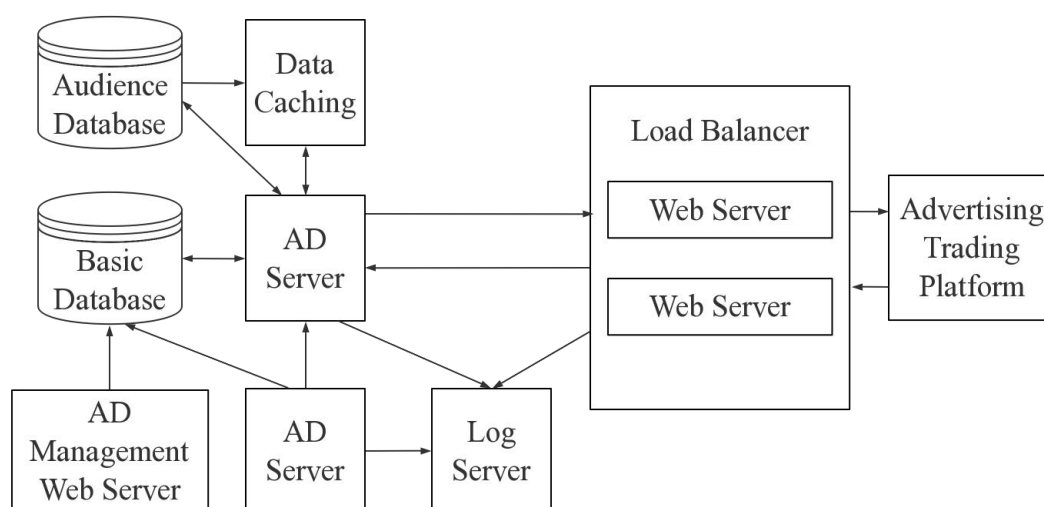 Audience
Database
Data
Caching
Load Balancer
Web Server
Web Server
Advertising
Trading
Platform
Basic
Database
AD
Server
AD
Management
Web Server
AD
Server
Log
Server